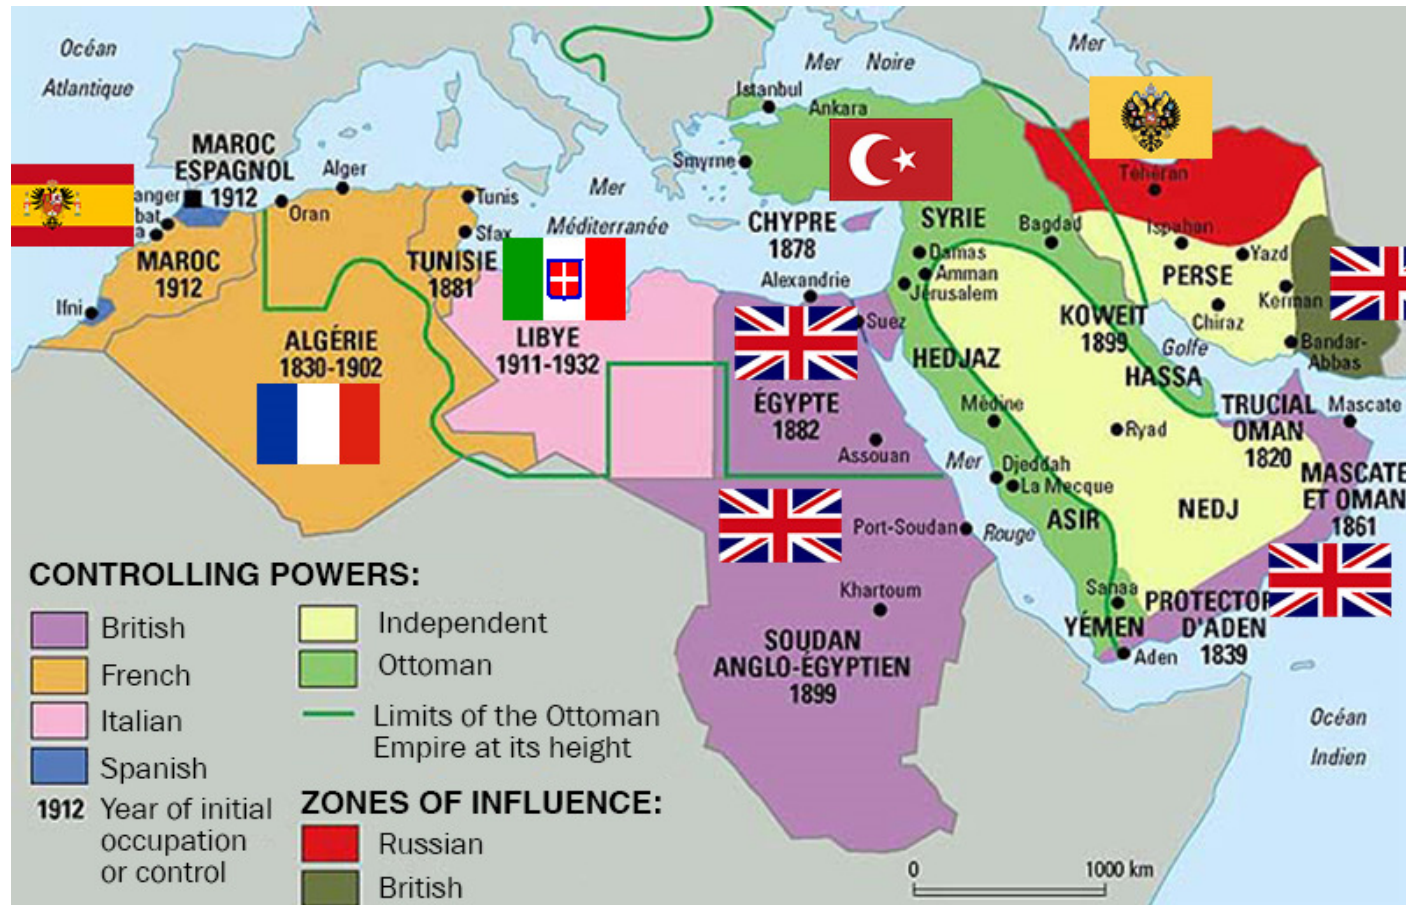 Océan
Atlantique
Mer Noire
Mer
Istanbul
Ankara
MAROC
ESPAGNOL
1912
Alger
Smyrne
Téhéran
anger
bat
a
Oran
Tunis
Mer
Méditerranée
CHYPRE
1878
SYRIE
Bagdad
Ispahan
Sfax
MAROC
1912
TUNISIE
1881
Damas
Amman
Jérusalem
Alexandrie
PERSE
Yazd
Kerman
Ifni
Suez
KOWEIT
1899
Chiraz
Golfe
Bandar-
Abbas
ALGÉRIE
1830-1902
LIBYE
1911-1932
HEDJAZ
HASSA
ÉGYPTE
1882
Médine
TRUCIAL
OMAN
1820
Mascate
Assouan
Ryad
Mer
Rouge
Djeddah
La Mecque
MASCATE
ET OMAN
1861
ASIR
NEDJ
Port-Soudan
Khartoum
Sanaa
YÉMEN
PROTECTOR
D'ADEN
1839
Aden
SOUDAN
ANGLO-ÉGYPTIEN
1899
Océan
Indien
CONTROLLING POWERS:
British
French
Italian
Spanish
1912 Year of initial
occupation
or control
Independent
Ottoman
Limits of the Ottoman
Empire at its height
ZONES OF INFLUENCE:
Russian
British
0 1000 km